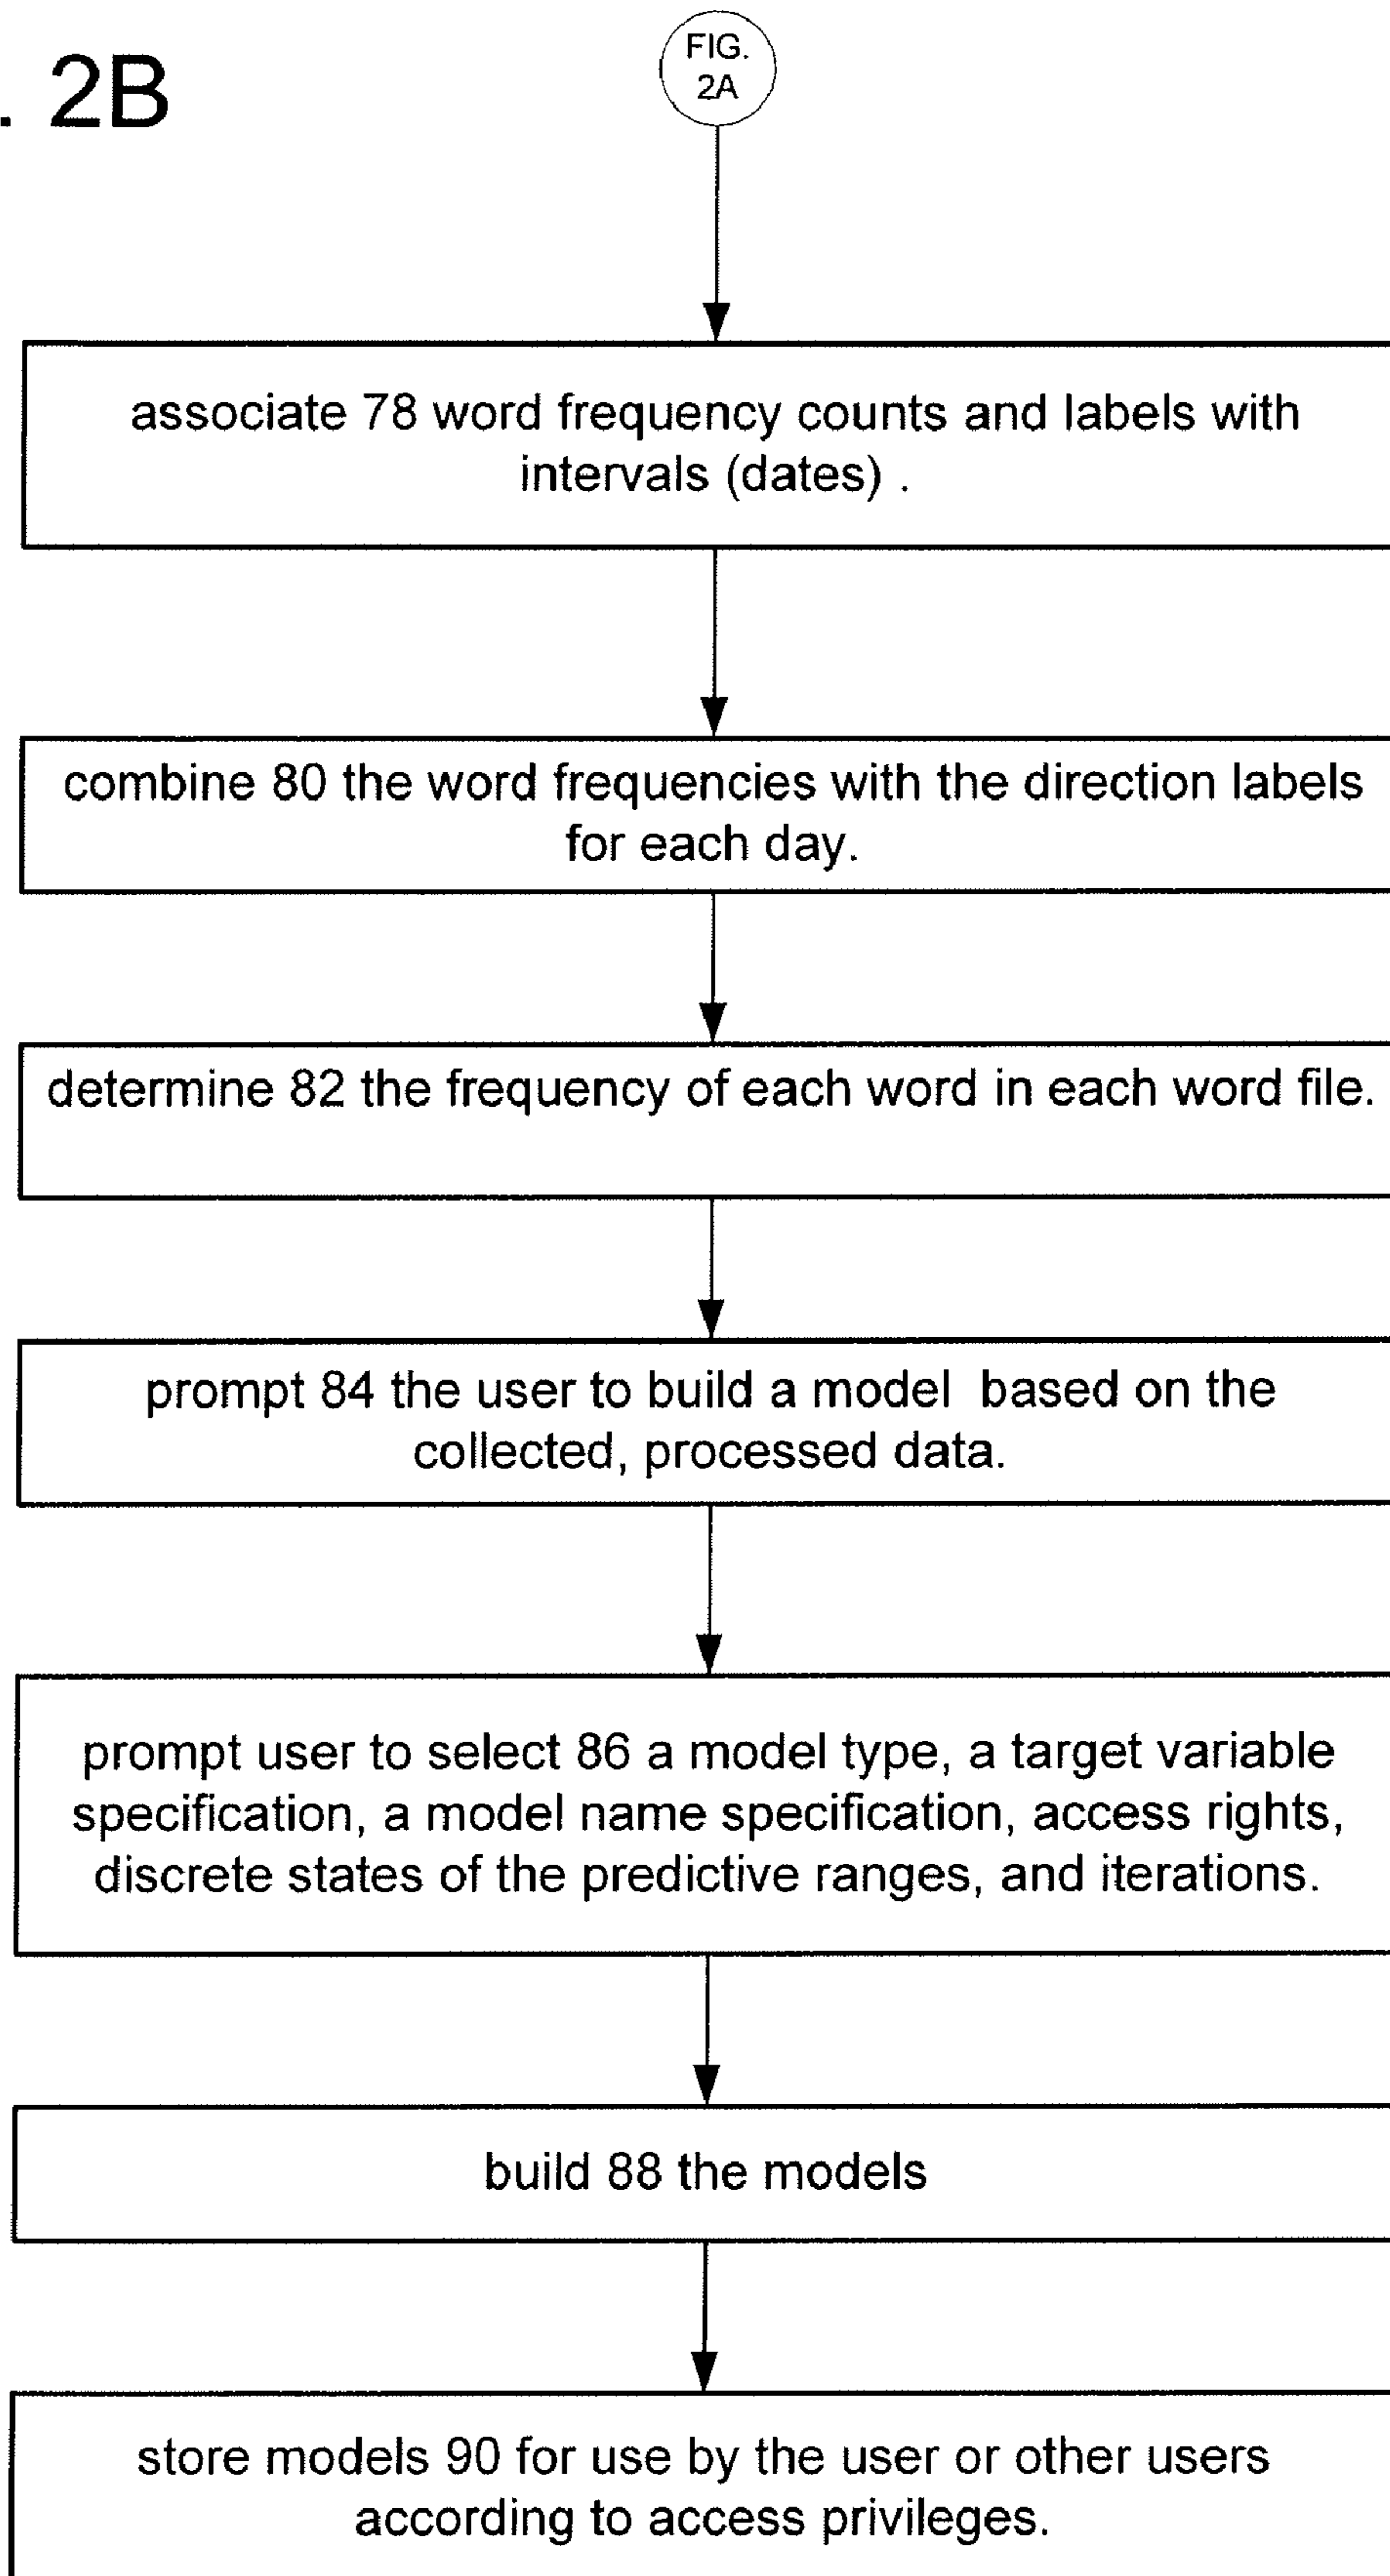 . 2B
FIG.
2A
associate 78 word frequency counts and labels with
intervals (dates) .
combine 80 the word frequencies with the direction labels
for each day.
determine 82 the frequency of each word in each word file.
prompt 84 the user to build a model based on the
collected, processed data.
prompt user to select 86 a model type, a target variable
specification, a model name specification, access rights,
discrete states of the predictive ranges, and iterations.
build 88 the models
store models 90 for use by the user or other users
according to access privileges.